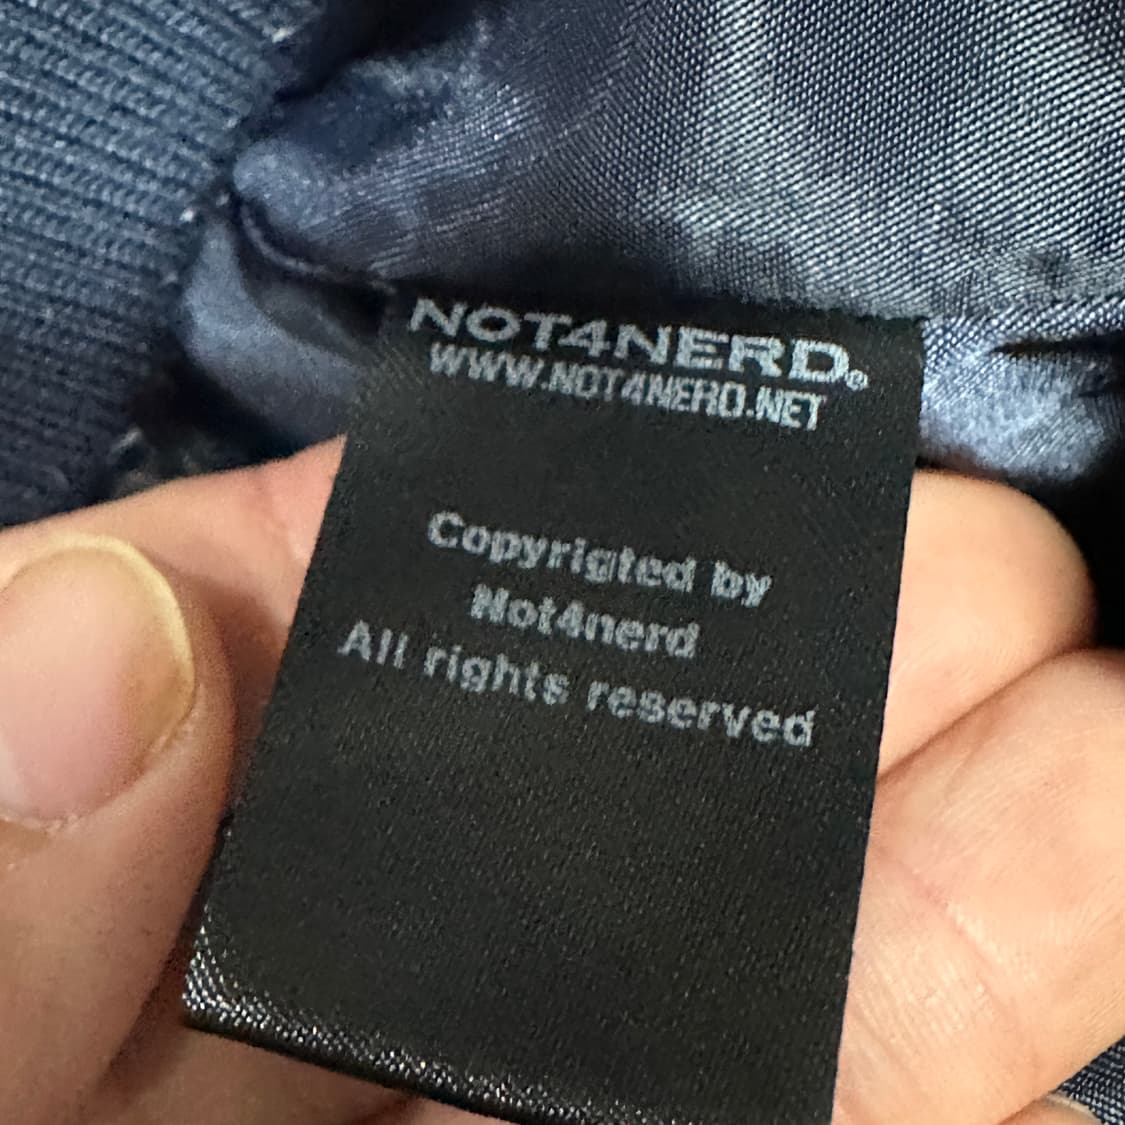 NOT4NERD®
WWW.NOT4NERD.NET
Copyrigted by
Not4nerd
All rights reserved